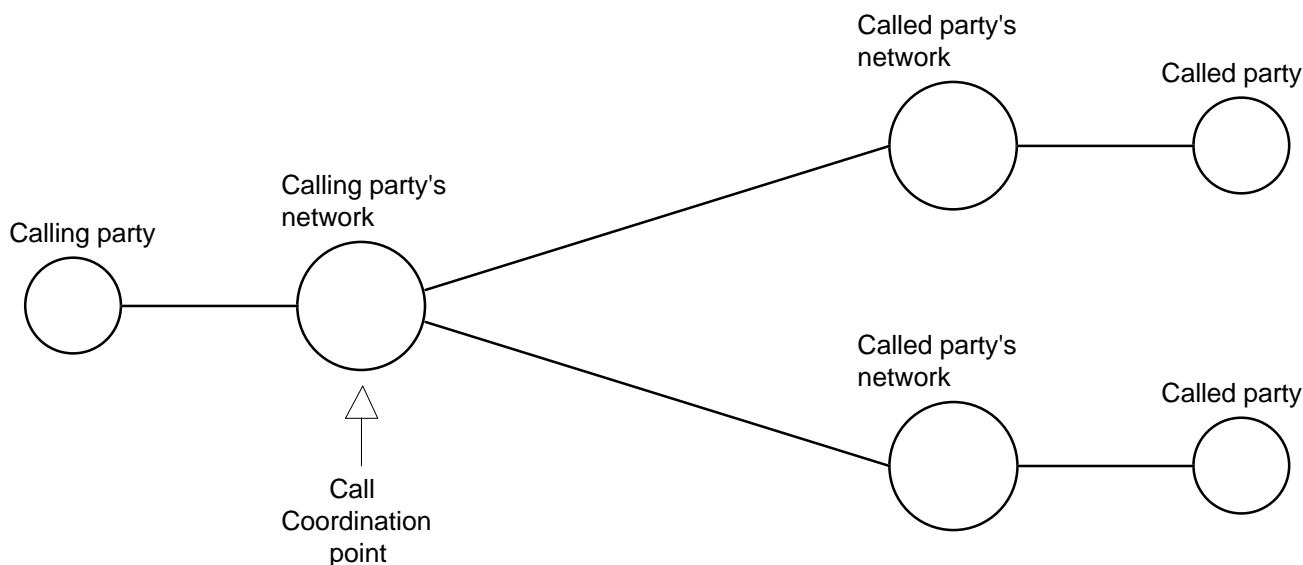 Called party's
network
Called party
Calling party's
network
Calling party
Called party's
network
Called party
Call
Coordination
point